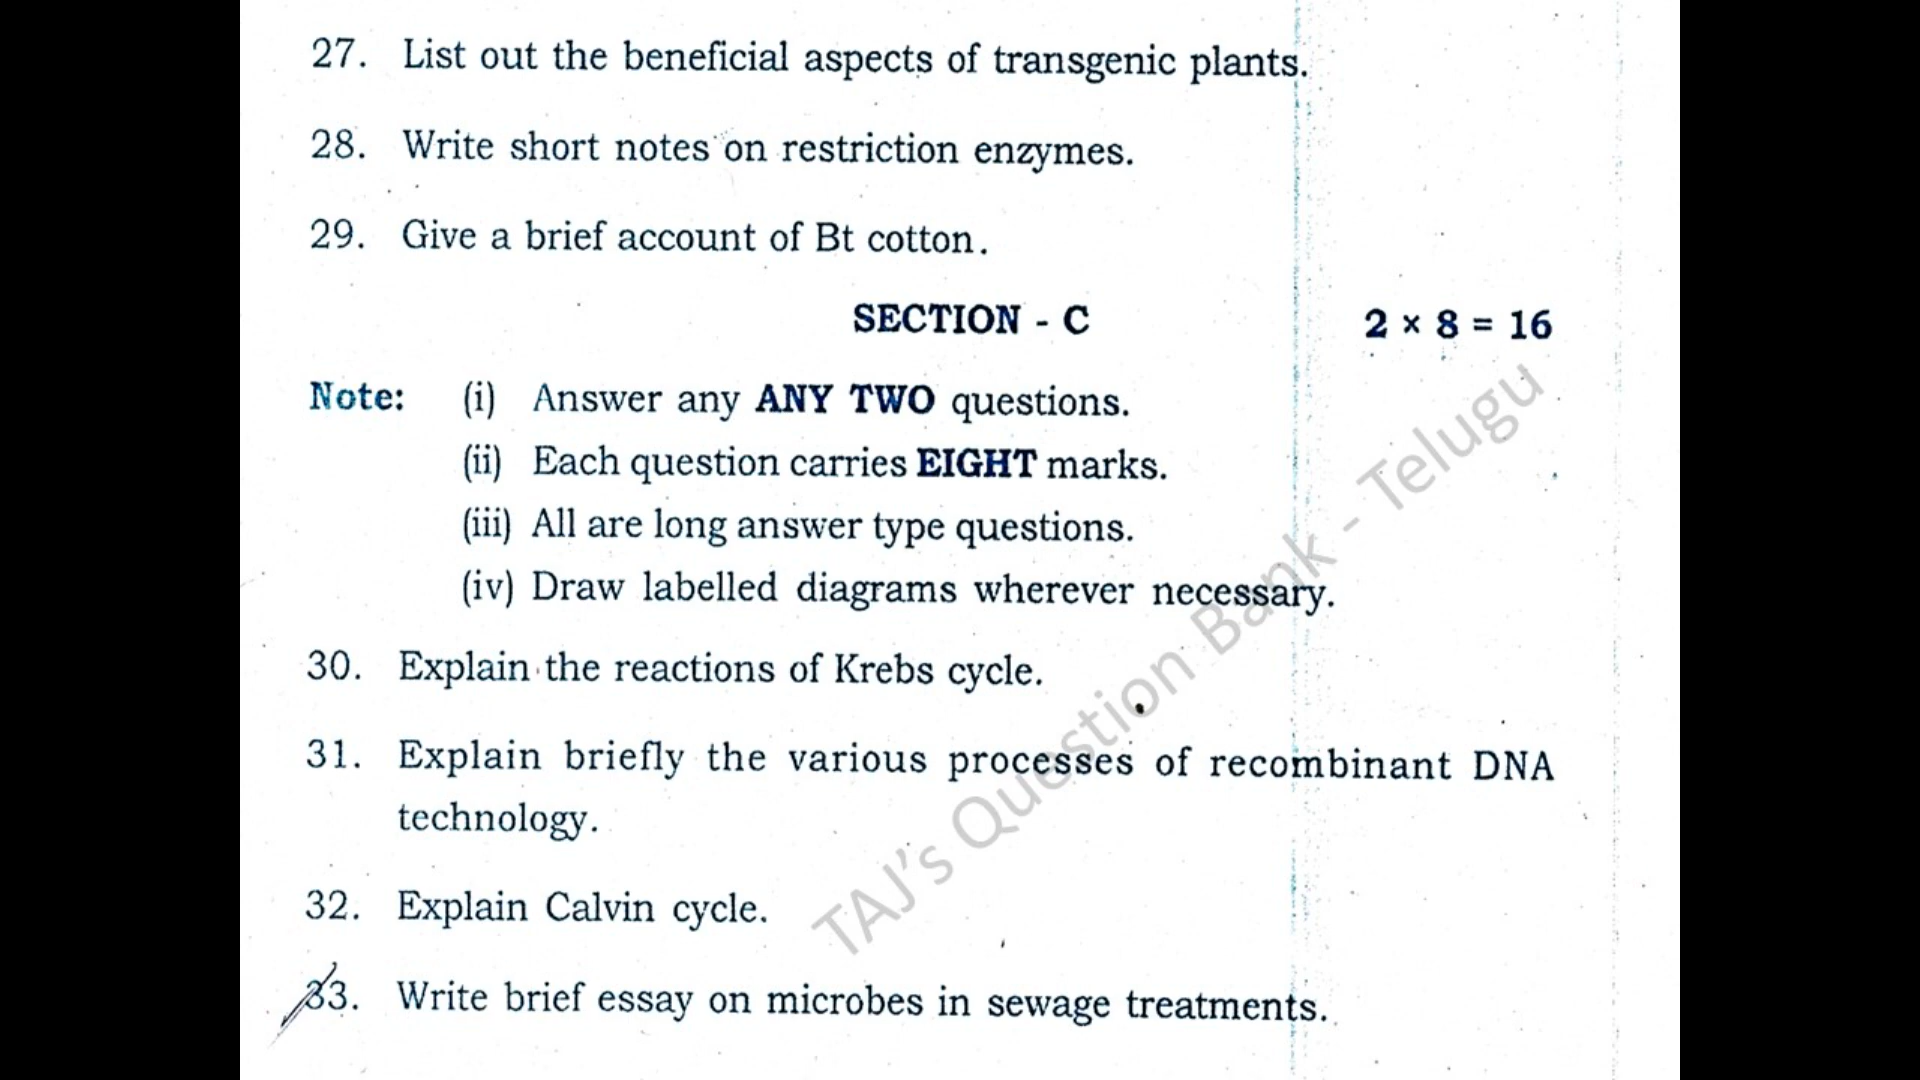 27. List out the beneficial aspects of transgenic plants.
28. Write short notes on restriction enzymes.
29. Give a brief account of Bt cotton.
SECTION - C 2 × 8 = 16
Note: (i) Answer any ANY TWO questions.
(ii) Each question carries EIGHT marks.
(iii) All are long answer type questions.
(iv) Draw labelled diagrams wherever necessary.
30. Explain the reactions of Krebs cycle.
31. Explain briefly the various processes of recombinant DNA
technology.
32. Explain Calvin cycle.
33. Write brief essay on microbes in sewage treatments.
TAJ's Question Bank - Telugu